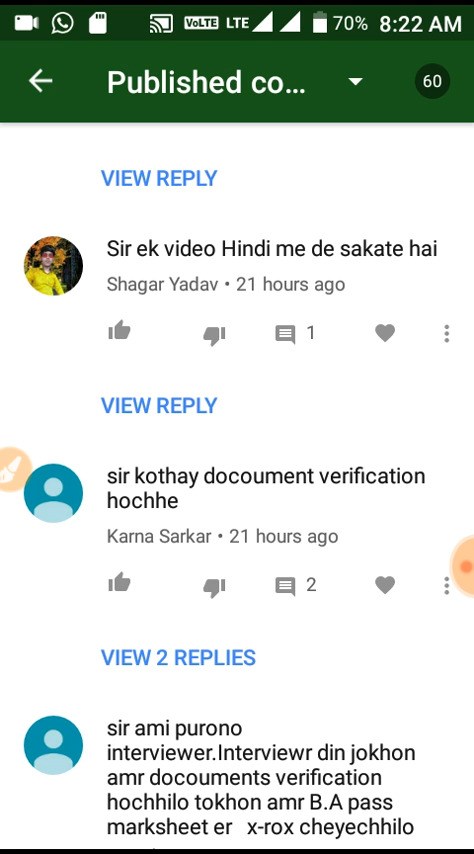 VoLTE LTE 70% 8:22 AM
Published co... 60
VIEW REPLY
Sir ek video Hindi me de sakate hai
Shagar Yadav • 21 hours ago
1
VIEW REPLY
sir kothay docoument verification
hochhe
Karna Sarkar • 21 hours ago
2
VIEW 2 REPLIES
sir ami purono
interviewer.Interviewr din jokhon
amr docouments verification
hochhilo tokhon amr B.A pass
marksheet er x-rox cheyechhilo